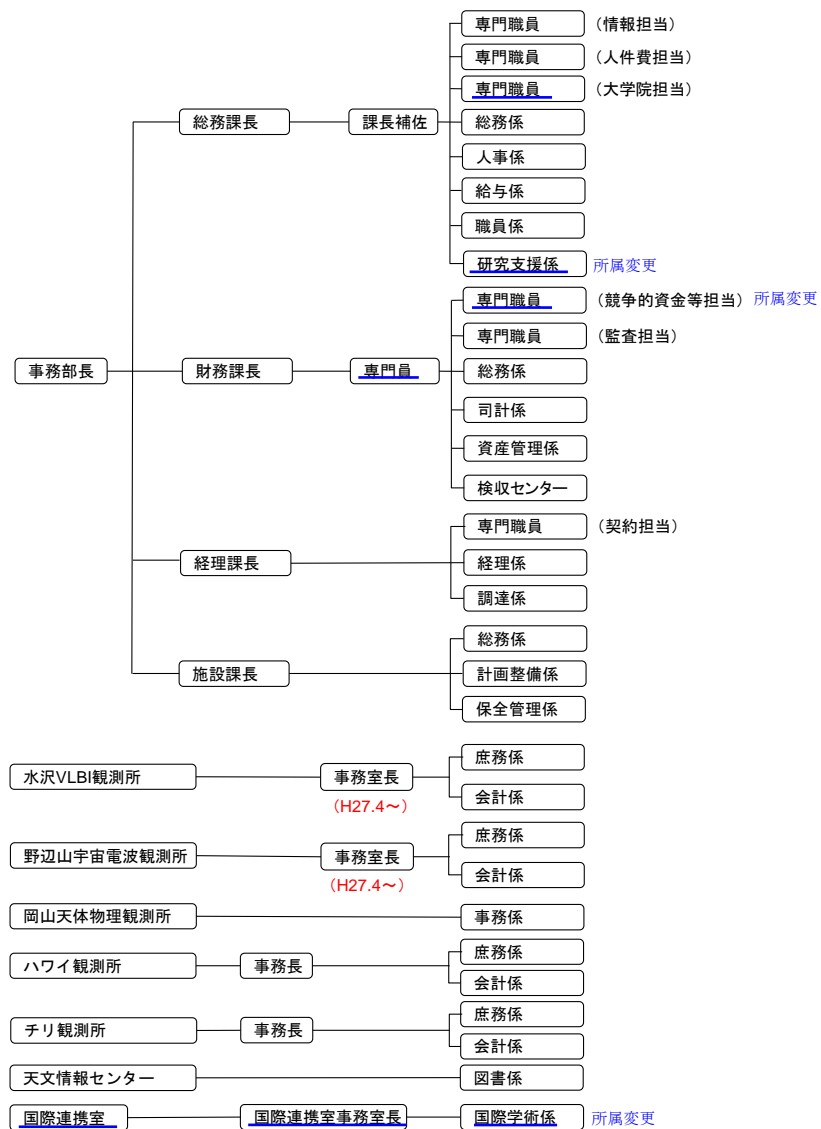 専門職員 (情報担当)
専門職員 (人件費担当)
専門職員 (大学院担当)
総務課長 課長補佐 総務係
人事係
給与係
職員係
研究支援係 所属変更
専門職員 (競争的資金等担当) 所属変更
専門職員 (監査担当)
事務部長 財務課長 専門員 総務係
司計係
資産管理係
検収センター
専門職員 (契約担当)
経理課長 経理係
調達係
総務係
施設課長 計画整備係
保全管理係
庶務係
水沢VLBI観測所 事務室長
会計係
(H27.4～)
庶務係
野辺山宇宙電波観測所 事務室長
会計係
(H27.4～)
岡山天体物理観測所 事務係
庶務係
ハワイ観測所 事務長
会計係
庶務係
チリ観測所 事務長
会計係
天文情報センター 図書係
国際連携室 国際連携室事務室長 国際学術係 所属変更